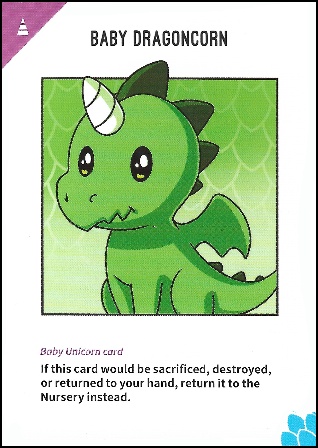 BABY DRAGONCORN
Baby Unicorn card
If this card would be sacrificed, destroyed,
or returned to your hand, return it to the
Nursery instead.